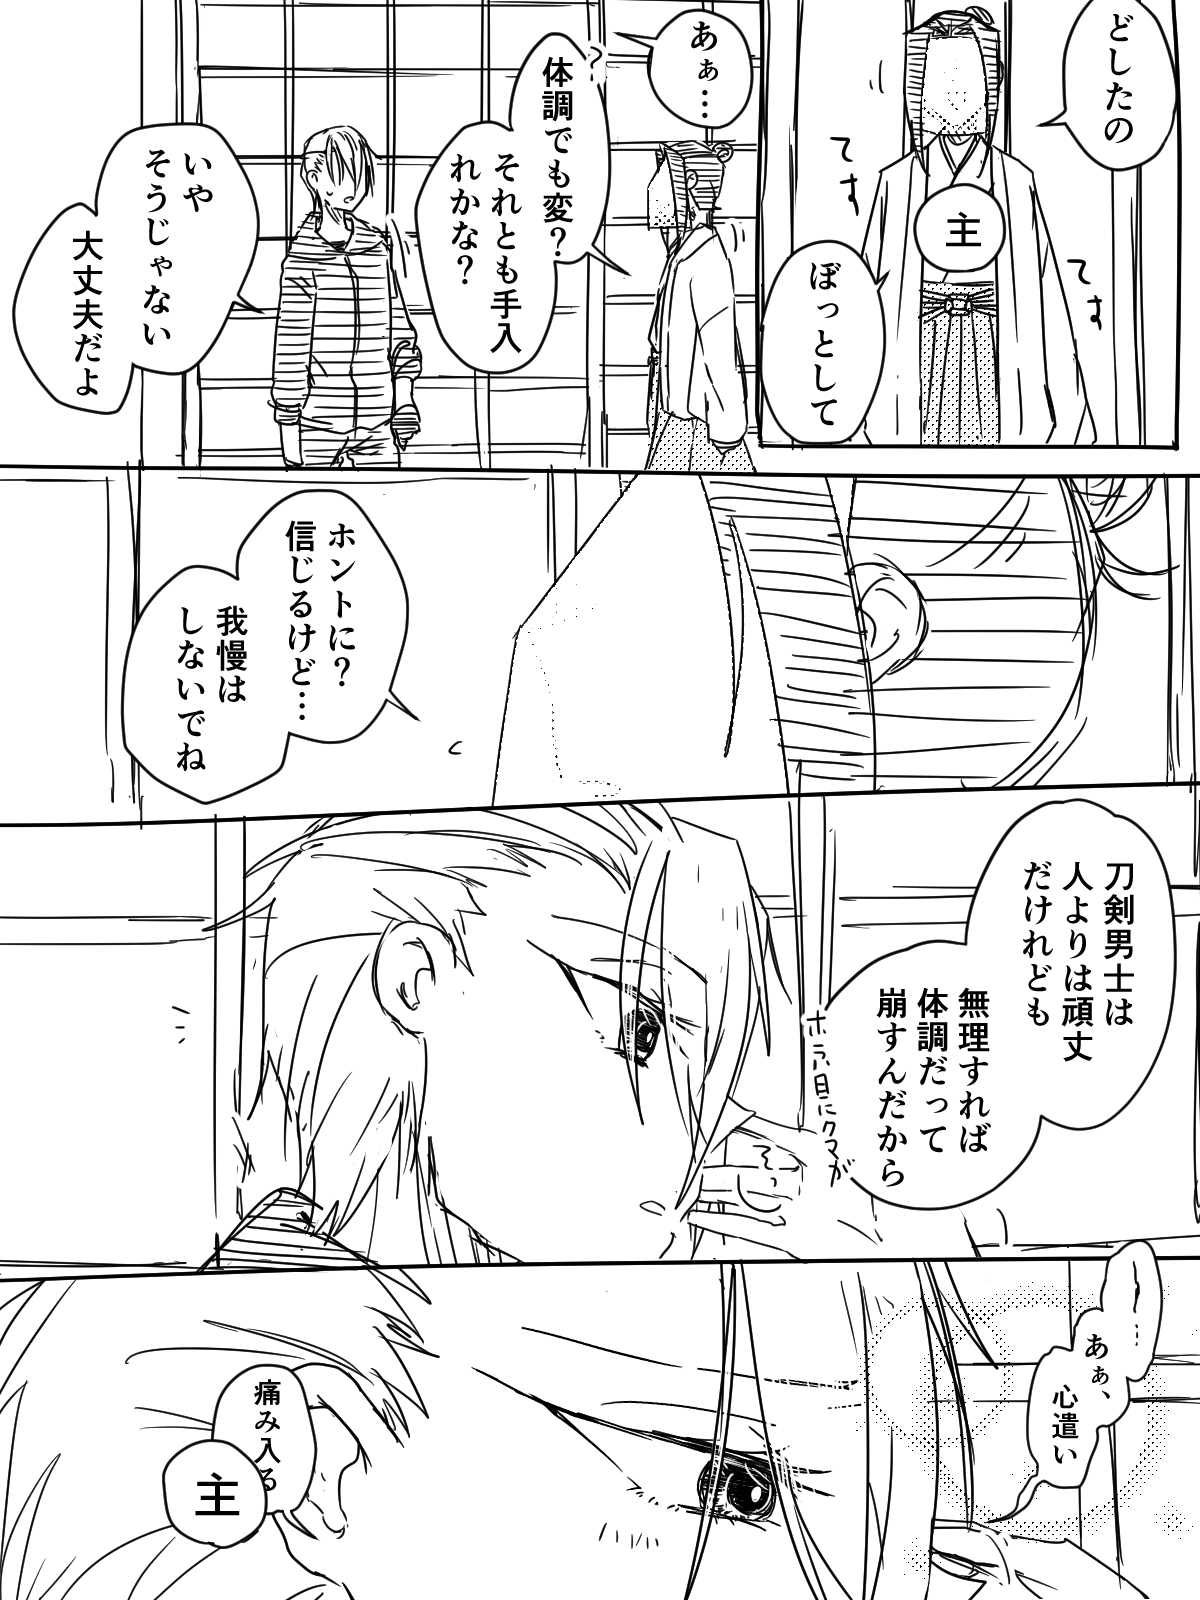 どしたの
主
ぼっとして
てす
てす
あぁ…
?
体調でも変?
それとも手入
れかな?
いや
そうじゃない
大丈夫だよ
ホントに?
信じるけど…
我慢は
しないでね
刀剣男士は
人よりは頑丈
だけれども
無理すれば
体調だって
崩すんだから
ホラ、目にクマが
そっ
…
あぁ、
心遣い
痛み入る
主